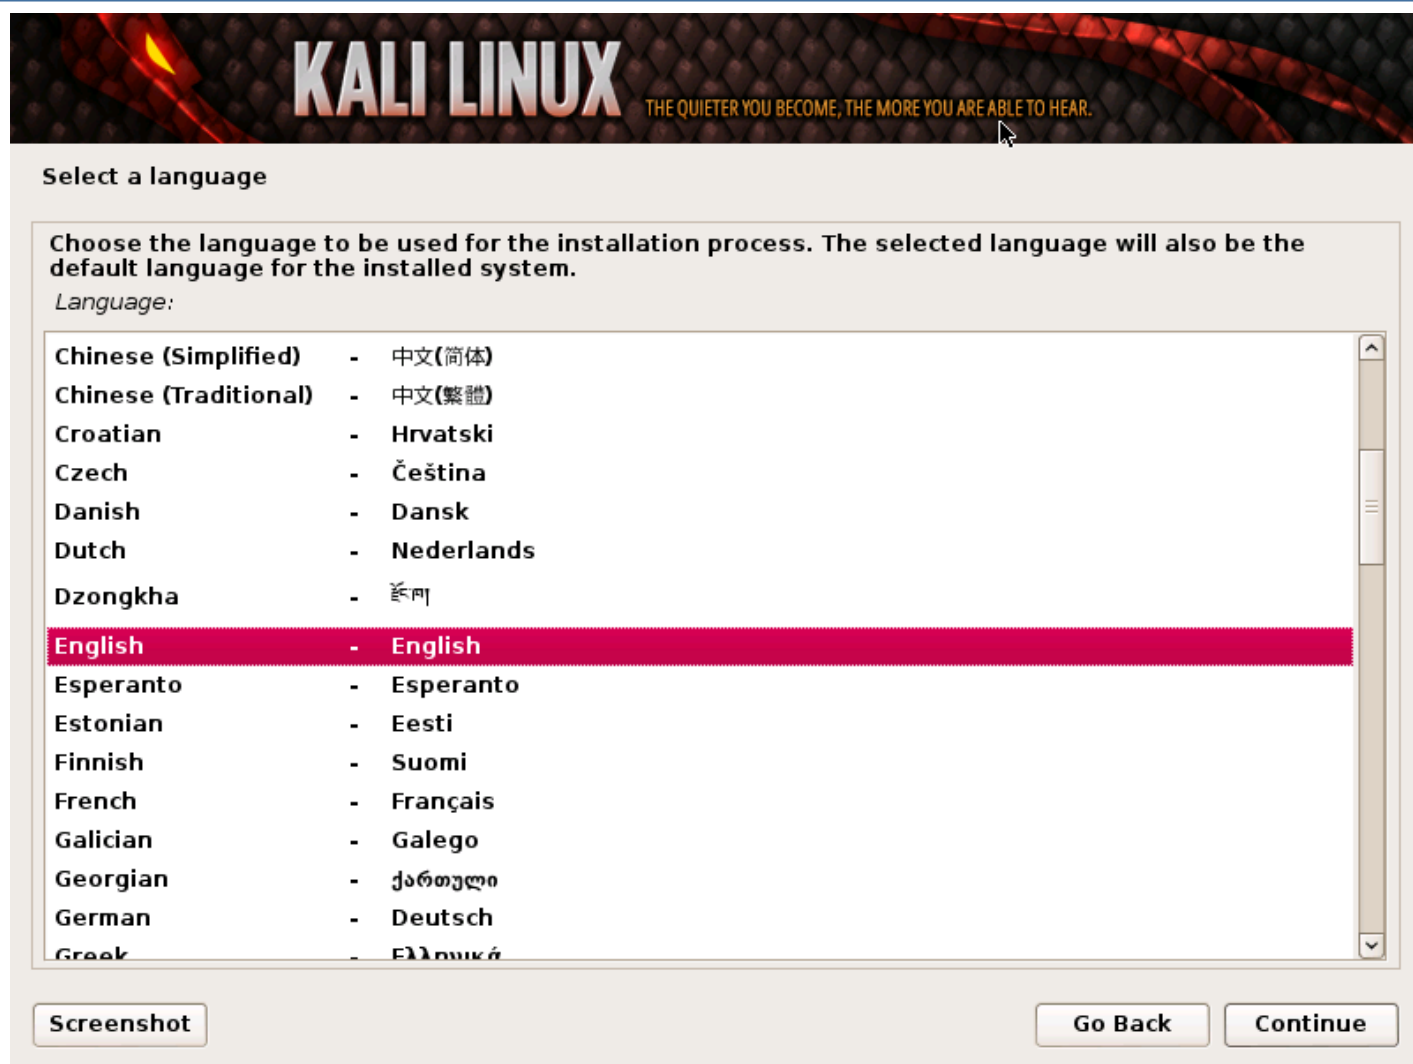 KALI LINUX THE QUIETER YOU BECOME, THE MORE YOU ARE ABLE TO HEAR.
Select a language
Choose the language to be used for the installation process. The selected language will also be the
default language for the installed system.
Language:
Chinese (Simplified) - 中文(简体)
Chinese (Traditional) - 中文(繁體)
Croatian - Hrvatski
Czech - Čeština
Danish - Dansk
Dutch - Nederlands
Dzongkha - རྫོང་ཁ།
English - English
Esperanto - Esperanto
Estonian - Eesti
Finnish - Suomi
French - Français
Galician - Galego
Georgian - ქართული
German - Deutsch
Greek - Ελληνικά
Screenshot Go Back Continue